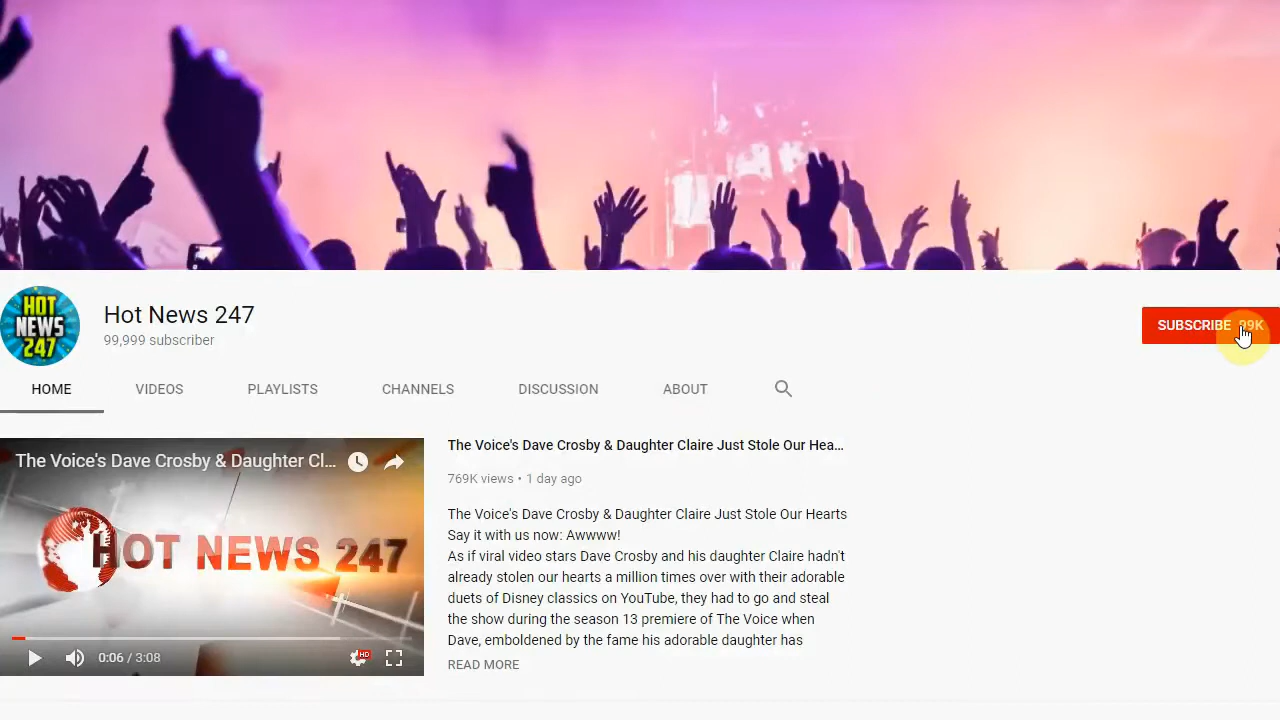 HOT
NEWS
247
Hot News 247
99,999 subscriber
SUBSCRIBE 99K
HOME VIDEOS PLAYLISTS CHANNELS DISCUSSION ABOUT
The Voice's Dave Crosby & Daughter Cl...
HOT NEWS 247
0:06 / 3:08
HD
The Voice's Dave Crosby & Daughter Claire Just Stole Our Hea...
769K views • 1 day ago
The Voice's Dave Crosby & Daughter Claire Just Stole Our Hearts
Say it with us now: Awwww!
As if viral video stars Dave Crosby and his daughter Claire hadn't
already stolen our hearts a million times over with their adorable
duets of Disney classics on YouTube, they had to go and steal
the show during the season 13 premiere of The Voice when
Dave, emboldened by the fame his adorable daughter has
READ MORE